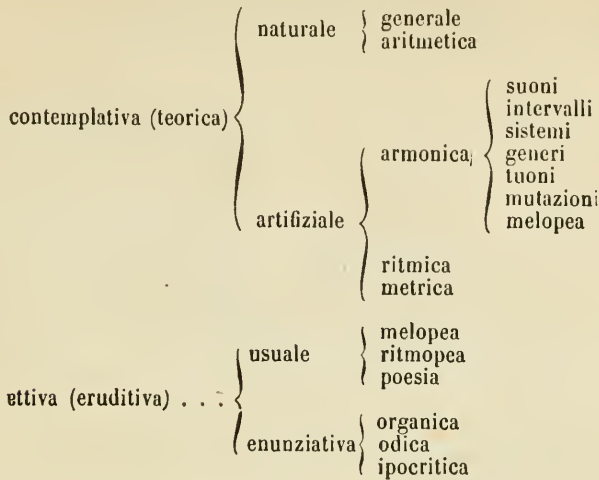 naturale generale
aritmetica
contemplativa (teorica)
suoni
intervalli
sistemi
armonica generi
tuoni
mutazioni
melopea
artifiziale
ritmica
metrica
melopea
usuale ritmopea
poesia
ettiva (eruditiva) . . .
organica
enunziativa odica
ipocritica